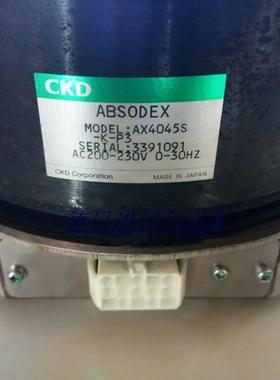 CKD
ABSODEX
MODEL:AX4045S
-K-P3
SERIAL:3391091
AC200-230V 0-30HZ
CKD Corporation
MADE IN JAPAN